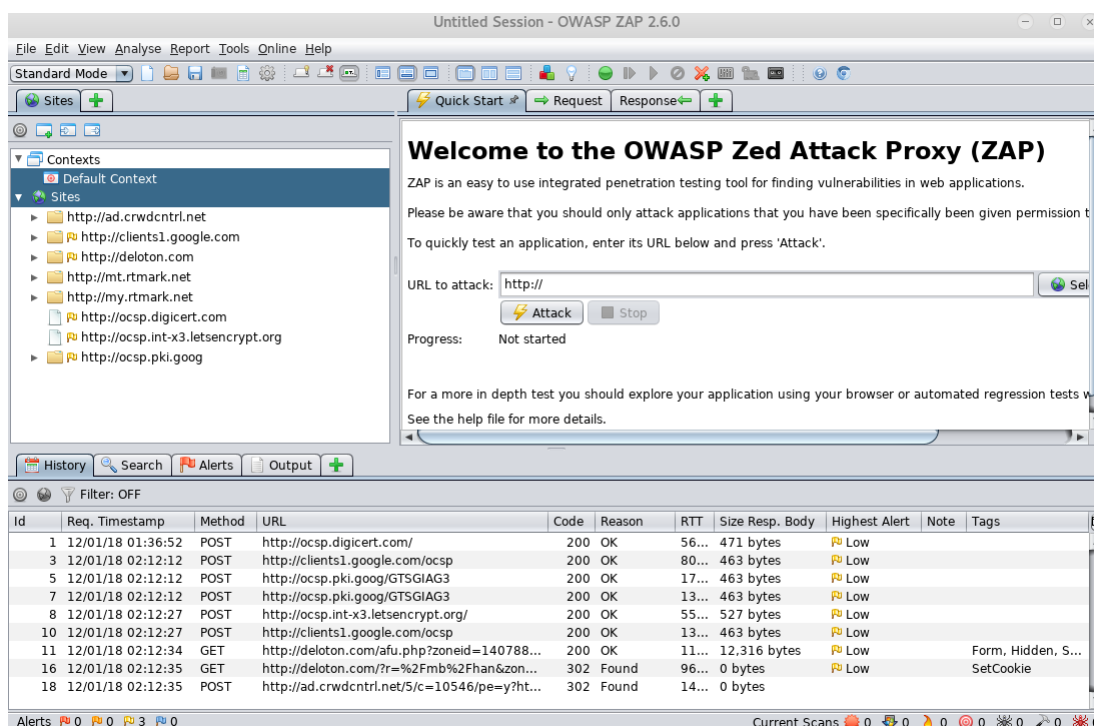 Untitled Session - OWASP ZAP 2.6.0
File Edit View Analyse Report Tools Online Help
Standard Mode
Sites
Quick Start Request Response
Contexts
Default Context
Sites
http://ad.crwdcntrl.net
http://clients1.google.com
http://deloton.com
http://mt.rtmark.net
http://my.rtmark.net
http://ocsp.digicert.com
http://ocsp.int-x3.letsencrypt.org
http://ocsp.pki.goog
Welcome to the OWASP Zed Attack Proxy (ZAP)
ZAP is an easy to use integrated penetration testing tool for finding vulnerabilities in web applications.
Please be aware that you should only attack applications that you have been specifically been given permission t
To quickly test an application, enter its URL below and press 'Attack'.
URL to attack: http:// Sel
Attack Stop
Progress: Not started
For a more in depth test you should explore your application using your browser or automated regression tests w
See the help file for more details.
History Search Alerts Output
Filter: OFF
Id Req. Timestamp Method URL Code Reason RTT Size Resp. Body Highest Alert Note Tags
1 12/01/18 01:36:52 POST http://ocsp.digicert.com/ 200 OK 56... 471 bytes Low
3 12/01/18 02:12:12 POST http://clients1.google.com/ocsp 200 OK 80... 463 bytes Low
5 12/01/18 02:12:12 POST http://ocsp.pki.goog/GTSGIAG3 200 OK 17... 463 bytes Low
7 12/01/18 02:12:12 POST http://ocsp.pki.goog/GTSGIAG3 200 OK 13... 463 bytes Low
8 12/01/18 02:12:27 POST http://ocsp.int-x3.letsencrypt.org/ 200 OK 55... 527 bytes Low
10 12/01/18 02:12:27 POST http://clients1.google.com/ocsp 200 OK 13... 463 bytes Low
11 12/01/18 02:12:34 GET http://deloton.com/afu.php?zoneid=140788... 200 OK 11... 12,316 bytes Low Form, Hidden, S...
16 12/01/18 02:12:35 GET http://deloton.com/?r=%2Fmb%2Fhan&zon... 302 Found 96... 0 bytes Low SetCookie
18 12/01/18 02:12:35 POST http://ad.crwdcntrl.net/5/c=10546/pe=y?ht... 302 Found 14... 0 bytes
Alerts 0 0 3 0 Current Scans 0 0 0 0 0 0 0